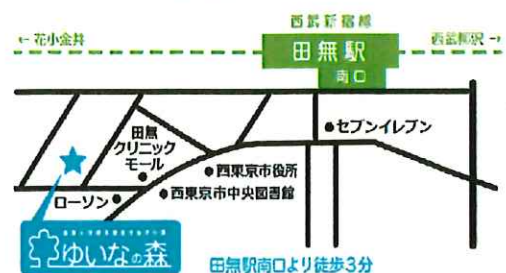 西武新宿線
← 花小金井
田無駅
西武柳沢 →
南口
セブンイレブン
田無
クリニック
モール
西東京市役所
西東京市中央図書館
ローソン
ゆいなの森
田無駅南口より徒歩3分